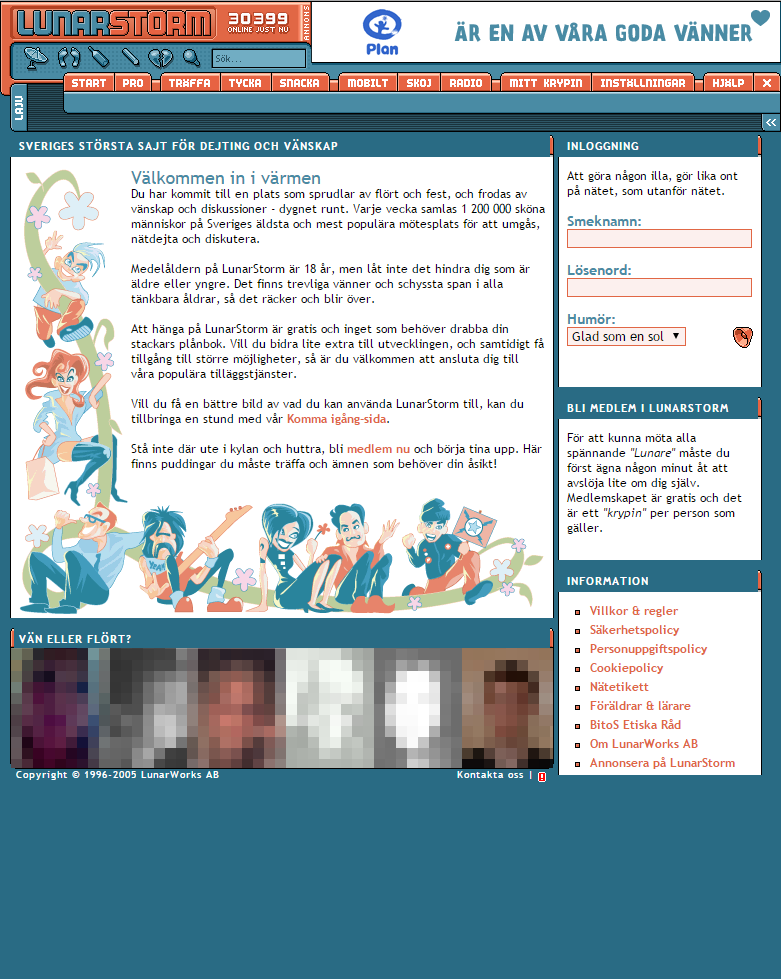 LUNARSTORM
30399
ONLINE JUST NU
ANNONS
Plan
ÄR EN AV VÅRA GODA VÄNNER
Sök...
START PRO TRÄFFA TYCKA SNACKA MOBILT SKOJ RADIO MITT KRYPIN INSTÄLLNINGAR HJÄLP X
LAJV
<<
SVERIGES STÖRSTA SAJT FÖR DEJTING OCH VÄNSKAP
Välkommen in i värmen
Du har kommit till en plats som sprudlar av flört och fest, och frodas av
vänskap och diskussioner - dygnet runt. Varje vecka samlas 1 200 000 sköna
människor på Sveriges äldsta och mest populära mötesplats för att umgås,
nätdejta och diskutera.
Medelåldern på LunarStorm är 18 år, men låt inte det hindra dig som är
äldre eller yngre. Det finns trevliga vänner och schyssta span i alla
tänkbara åldrar, så det räcker och blir över.
Att hänga på LunarStorm är gratis och inget som behöver drabba din
stackars plånbok. Vill du bidra lite extra till utvecklingen, och samtidigt få
tillgång till större möjligheter, så är du välkommen att ansluta dig till
våra populära tilläggstjänster.
Vill du få en bättre bild av vad du kan använda LunarStorm till, kan du
tillbringa en stund med vår Komma igång-sida.
Stå inte där ute i kylan och huttra, bli medlem nu och börja tina upp. Här
finns puddingar du måste träffa och ämnen som behöver din åsikt!
YEAH
VÄN ELLER FLÖRT?
Copyright © 1996-2005 LunarWorks AB
Kontakta oss |
INLOGGNING
Att göra någon illa, gör lika ont
på nätet, som utanför nätet.
Smeknamn:
Lösenord:
Humör:
Glad som en sol
BLI MEDLEM I LUNARSTORM
För att kunna möta alla
spännande "Lunare" måste du
först ägna någon minut åt att
avslöja lite om dig själv.
Medlemskapet är gratis och det
är ett "krypin" per person som
gäller.
INFORMATION
Villkor & regler
Säkerhetspolicy
Personuppgiftspolicy
Cookiepolicy
Nätetikett
Föräldrar & lärare
BitoS Etiska Råd
Om LunarWorks AB
Annonsera på LunarStorm